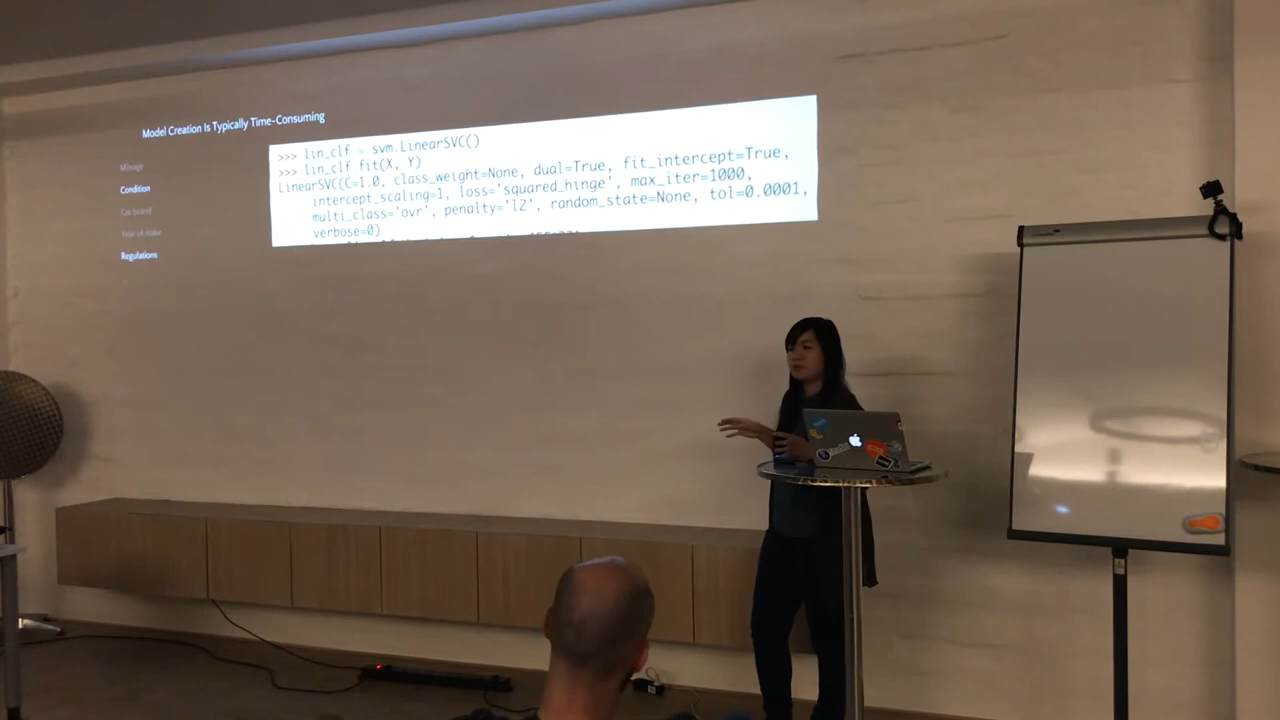 Model Creation Is Typically Time-Consuming
Mileage
Condition
Car brand
Year of make
Regulations
>>> lin_clf = svm.LinearSVC()
>>> lin_clf.fit(X, Y)
LinearSVC(C=1.0, class_weight=None, dual=True, fit_intercept=True,
intercept_scaling=1, loss='squared_hinge', max_iter=1000,
multi_class='ovr', penalty='l2', random_state=None, tol=0.0001,
verbose=0)